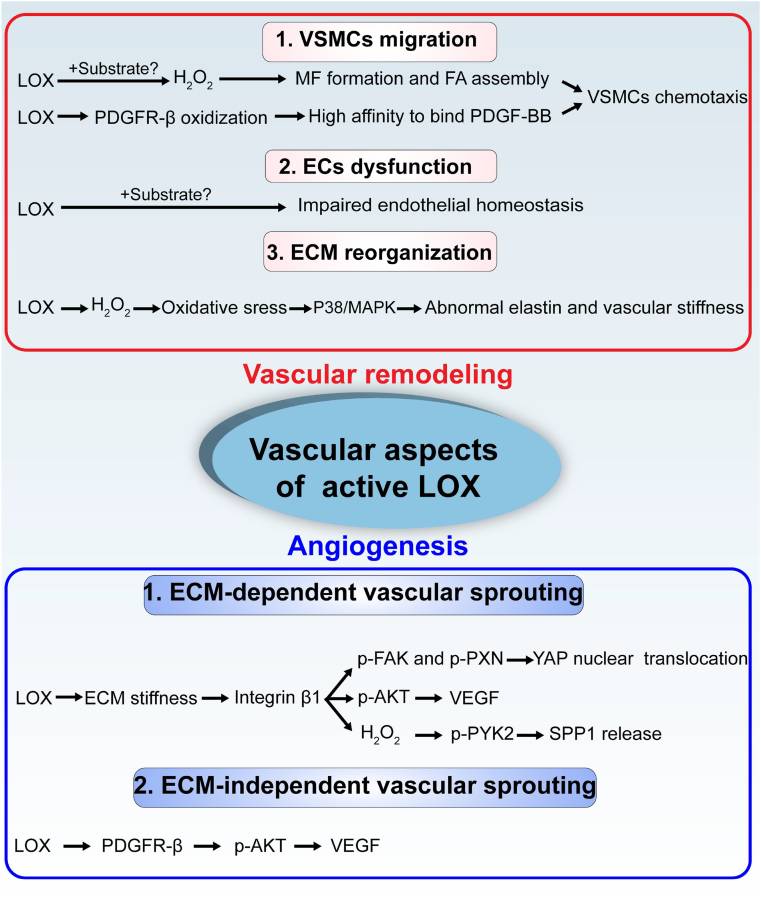 1. VSMCs migration
LOX +Substrate? H₂O₂ MF formation and FA assembly
VSMCs chemotaxis
LOX PDGFR-β oxidization High affinity to bind PDGF-BB
2. ECs dysfunction
LOX +Substrate? Impaired endothelial homeostasis
3. ECM reorganization
LOX H₂O₂ Oxidative sress P38/MAPK Abnormal elastin and vascular stiffness
Vascular remodeling
Vascular aspects
of active LOX
Angiogenesis
1. ECM-dependent vascular sprouting
p-FAK and p-PXN YAP nuclear translocation
LOX ECM stiffness Integrin β1 p-AKT VEGF
H₂O₂ p-PYK2 SPP1 release
2. ECM-independent vascular sprouting
LOX PDGFR-β p-AKT VEGF